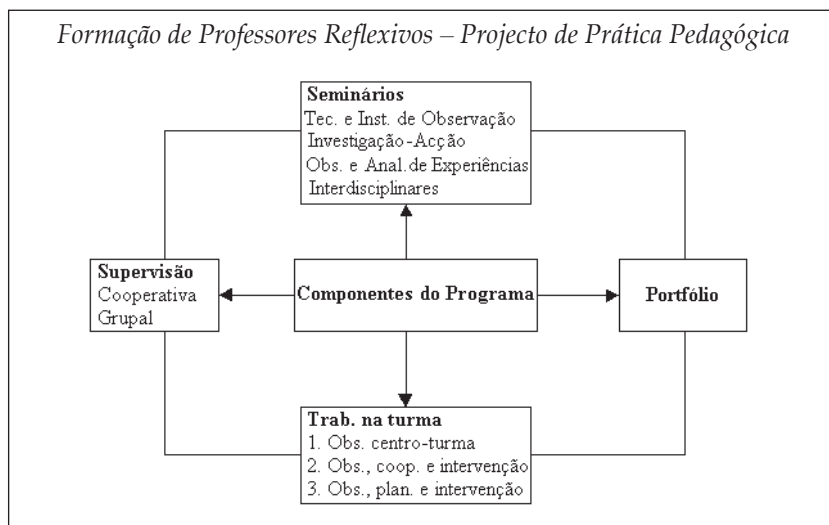 Formação de Professores Reflexivos – Projecto de Prática Pedagógica
Seminários
Tec. e Inst. de Observação
Investigação-Acção
Obs. e Anal. de Experiências
Interdisciplinares
Supervisão
Cooperativa
Grupal
Componentes do Programa
Portfólio
Trab. na turma
1. Obs. centro-turma
2. Obs., coop. e intervenção
3. Obs., plan. e intervenção